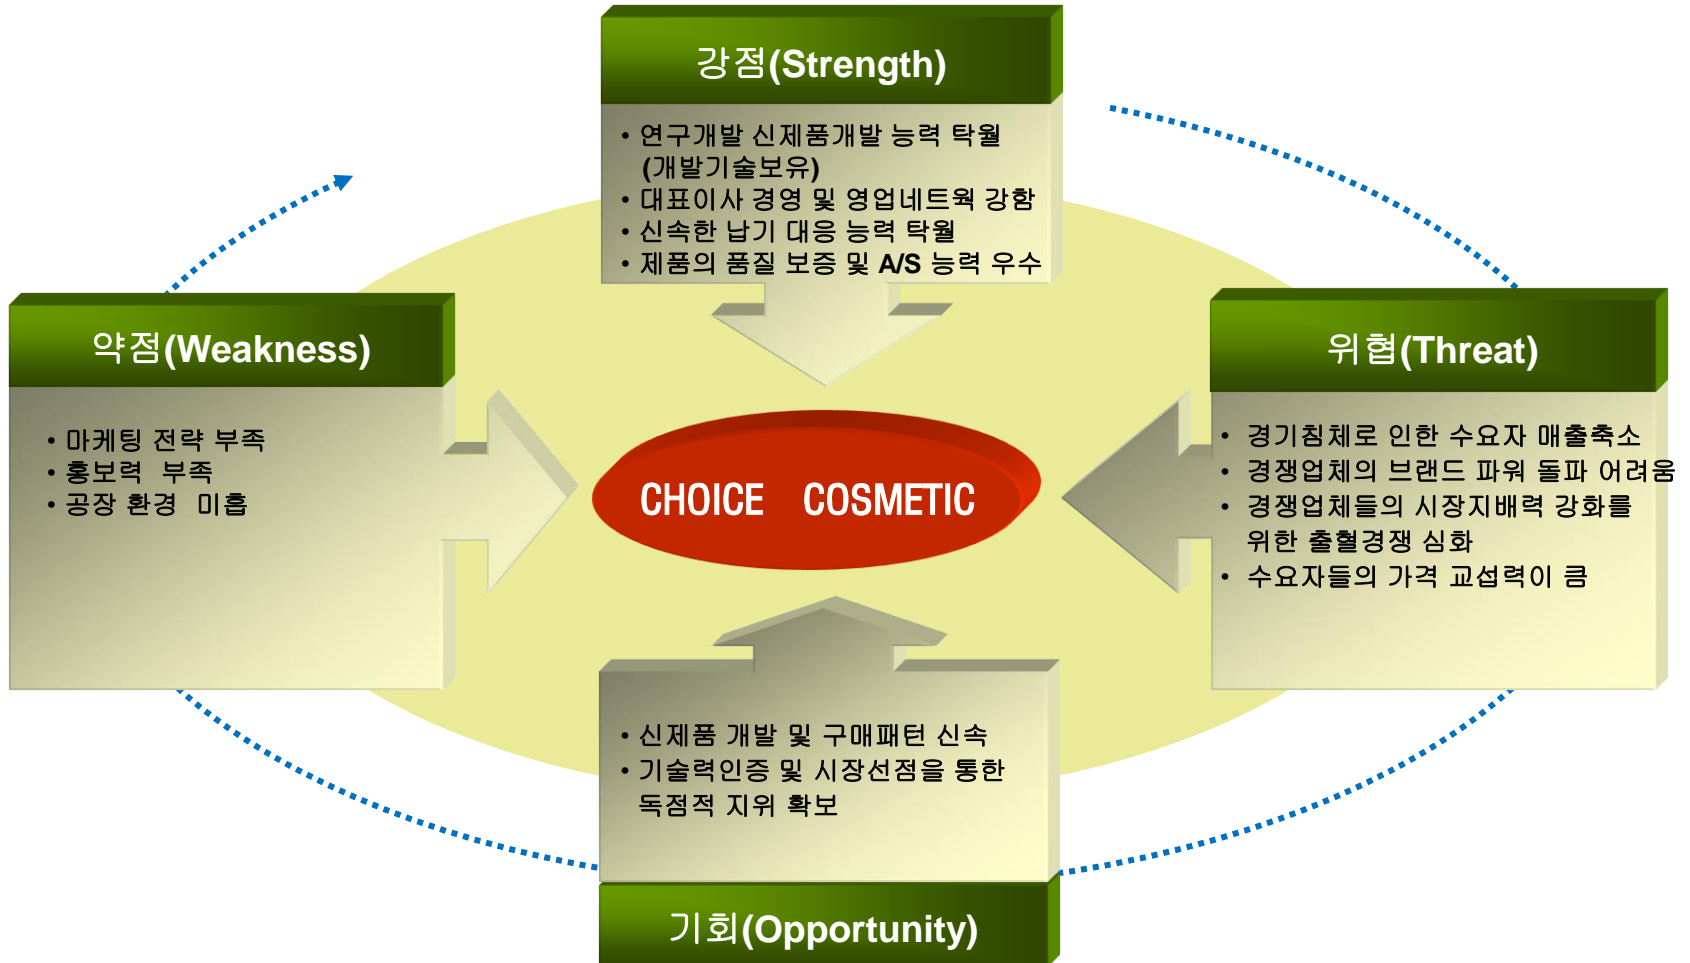 강점(Strength)
• 연구개발 신제품개발 능력 탁월
(개발기술보유)
• 대표이사 경영 및 영업네트웍 강함
• 신속한 납기 대응 능력 탁월
• 제품의 품질 보증 및 A/S 능력 우수
약점(Weakness)
• 마케팅 전략 부족
• 홍보력 부족
• 공장 환경 미흡
CHOICE COSMETIC
위협(Threat)
• 경기침체로 인한 수요자 매출축소
• 경쟁업체의 브랜드 파워 돌파 어려움
• 경쟁업체들의 시장지배력 강화를
위한 출혈경쟁 심화
• 수요자들의 가격 교섭력이 큼
• 신제품 개발 및 구매패턴 신속
• 기술력인증 및 시장선점을 통한
독점적 지위 확보
기회(Opportunity)